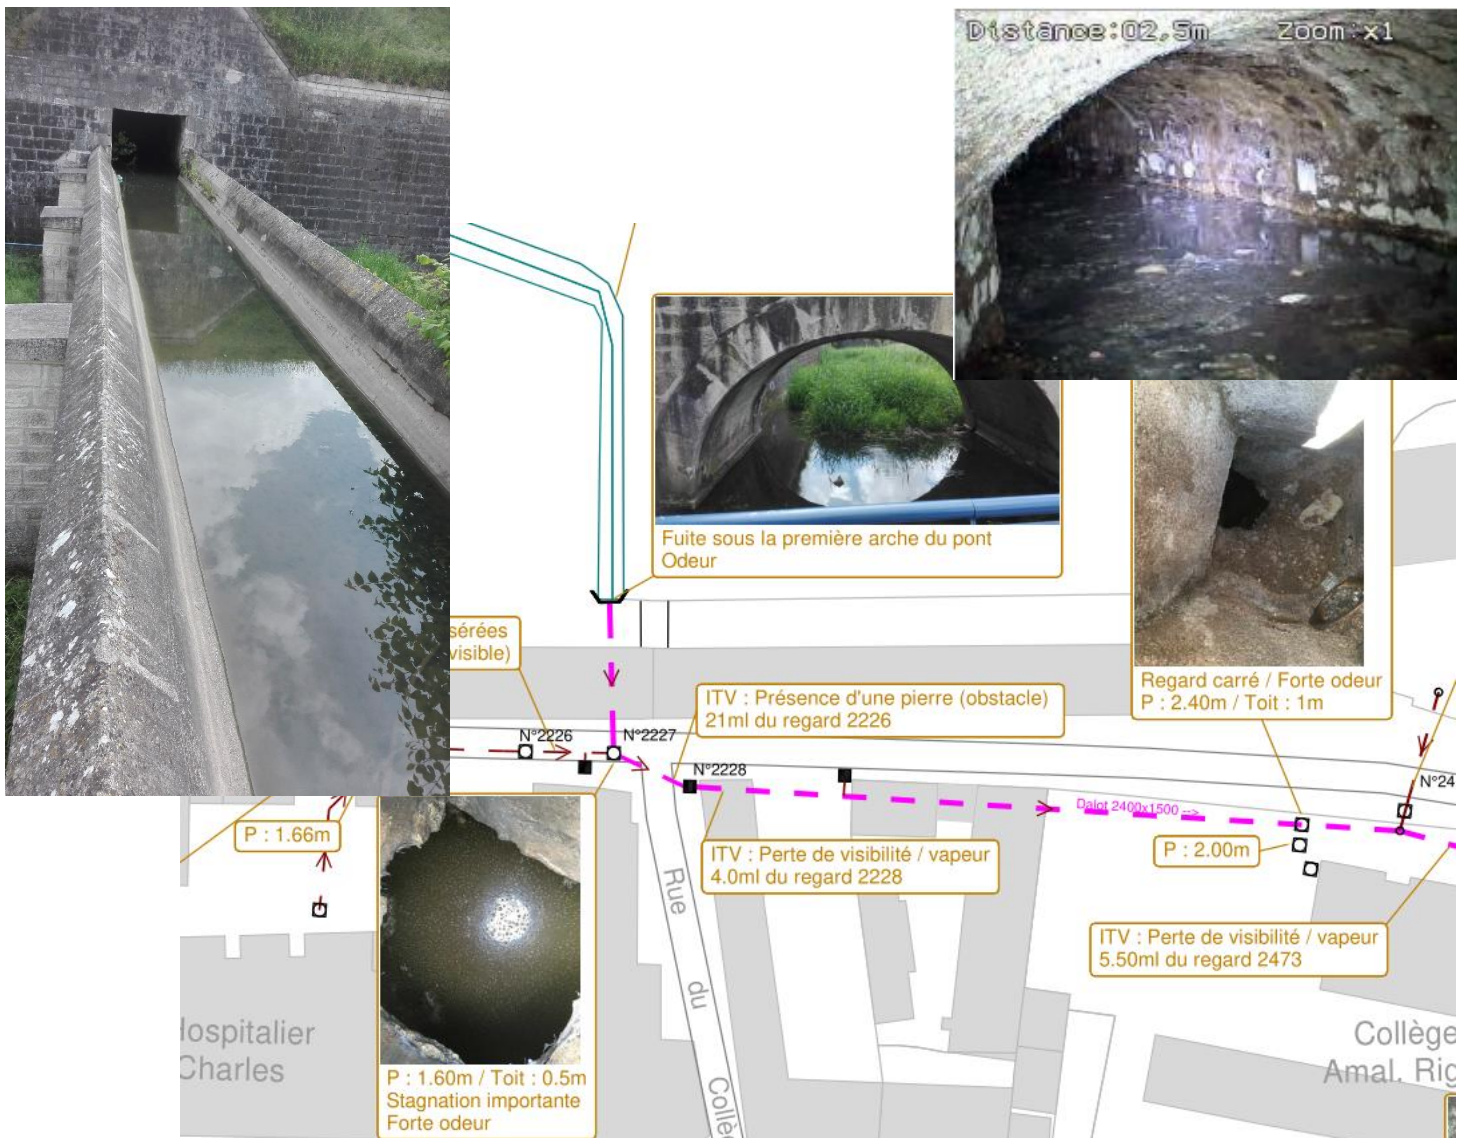 Distance:02,5m Zoom:x1
Fuite sous la première arche du pont
Odeur
sérées
visible)
Regard carré / Forte odeur
P : 2.40m / Toit : 1m
ITV : Présence d'une pierre (obstacle)
21ml du regard 2226
N°2226
N°2227
N°2228
N°24
Dalot 2400x1500 -->
P : 1.66m
ITV : Perte de visibilité / vapeur
4.0ml du regard 2228
P : 2.00m
ITV : Perte de visibilité / vapeur
5.50ml du regard 2473
Rue
du
Collè
Hospitalier
Charles
Collège
Amal. Rig
P : 1.60m / Toit : 0.5m
Stagnation importante
Forte odeur